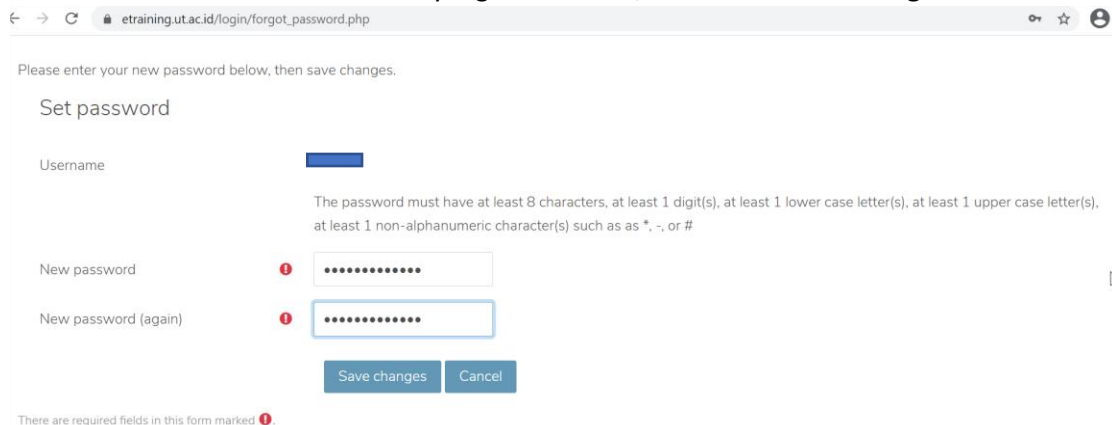 etraining.ut.ac.id/login/forgot_password.php
Please enter your new password below, then save changes.
Set password
Username
The password must have at least 8 characters, at least 1 digit(s), at least 1 lower case letter(s), at least 1 upper case letter(s),
at least 1 non-alphanumeric character(s) such as as *, -, or #
New password
New password (again)
Save changes Cancel
There are required fields in this form marked